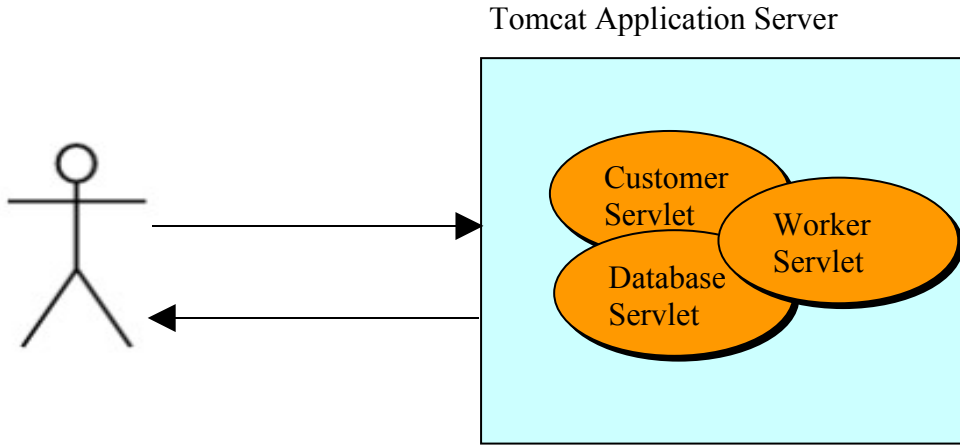 Tomcat Application Server
Customer
Servlet
Worker
Servlet
Database
Servlet